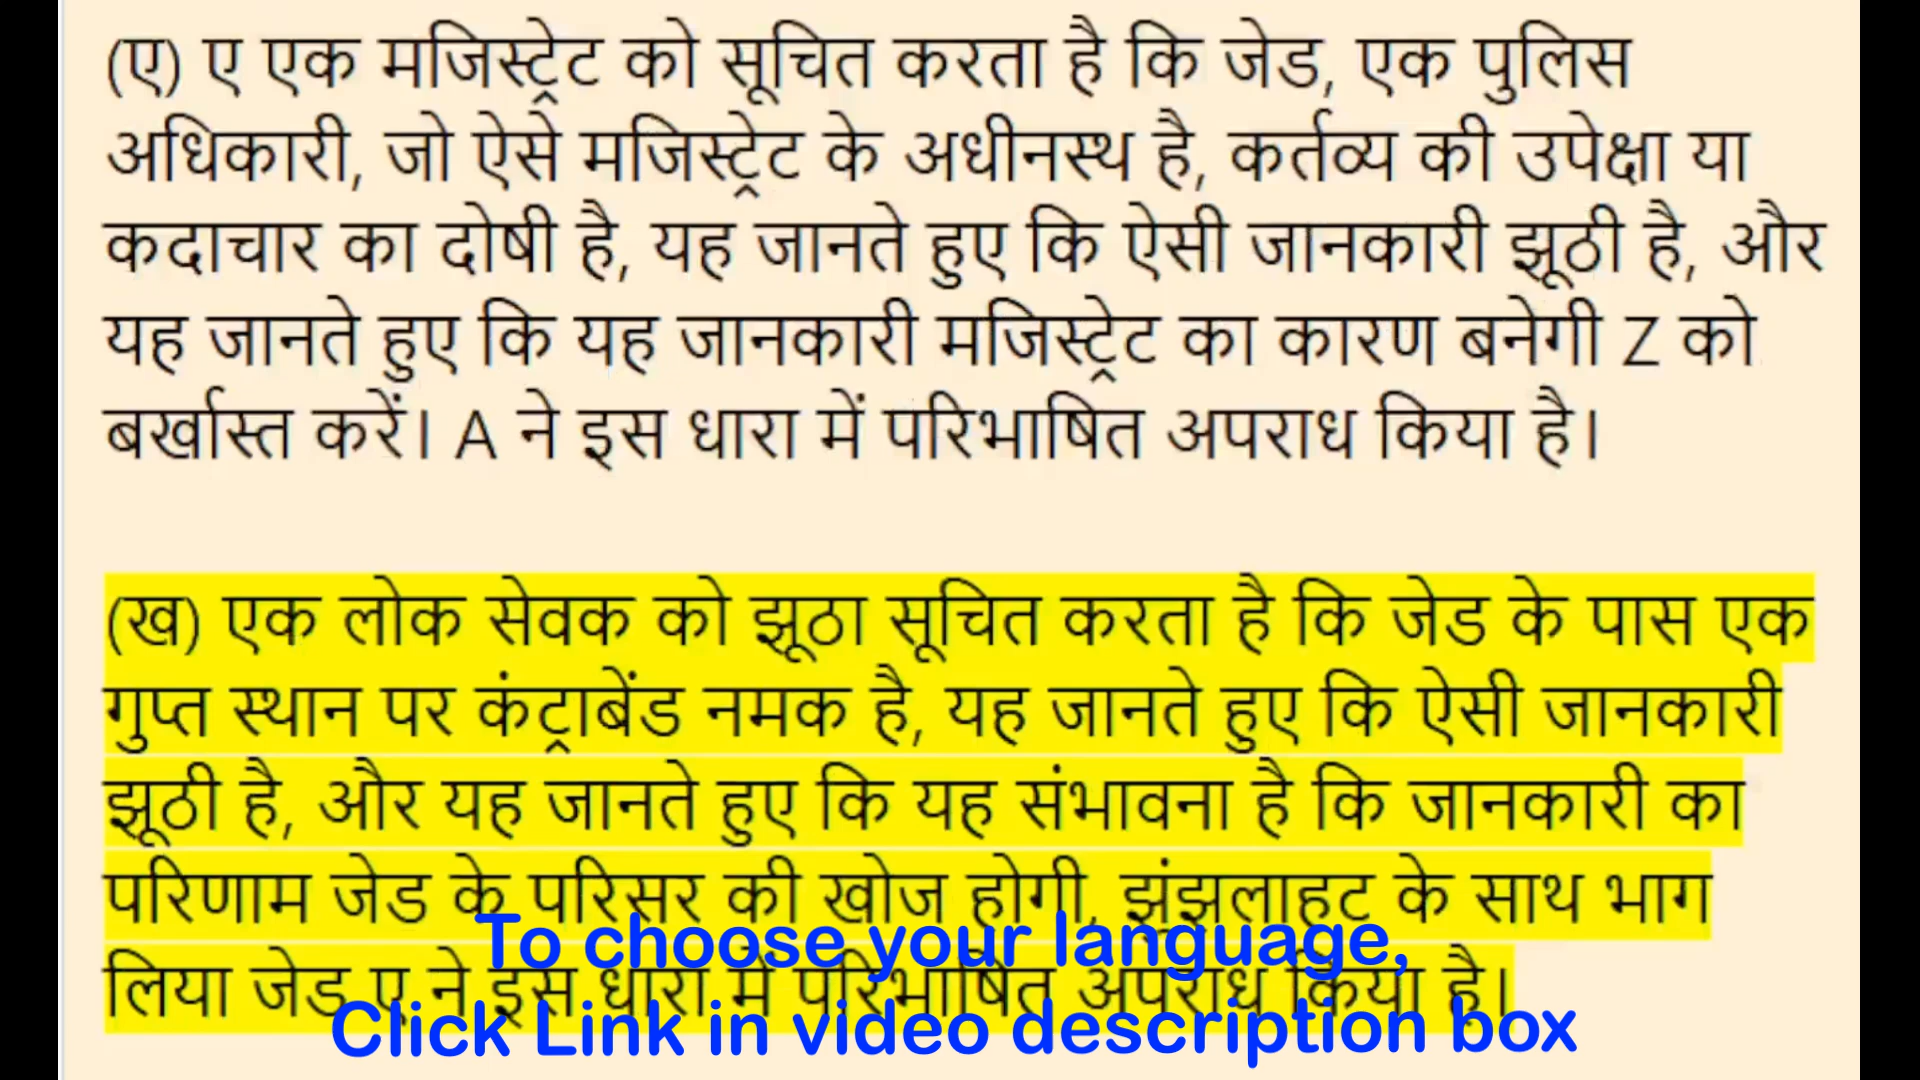 (ए) ए एक मजिस्ट्रेट को सूचित करता है कि जेड, एक पुलिस
अधिकारी, जो ऐसे मजिस्ट्रेट के अधीनस्थ है, कर्तव्य की उपेक्षा या
कदाचार का दोषी है, यह जानते हुए कि ऐसी जानकारी झूठी है, और
यह जानते हुए कि यह जानकारी मजिस्ट्रेट का कारण बनेगी Z को
बर्खास्त करें। A ने इस धारा में परिभाषित अपराध किया है।
(ख) एक लोक सेवक को झूठा सूचित करता है कि जेड के पास एक
गुप्त स्थान पर कंट्राबेंड नमक है, यह जानते हुए कि ऐसी जानकारी
झूठी है, और यह जानते हुए कि यह संभावना है कि जानकारी का
परिणाम जेड के परिसर की खोज होगी, झुंझलाहट के साथ भाग
लिया जेड ए ने इस धारा में परिभाषित अपराध किया है।
To choose your language,
Click Link in video description box